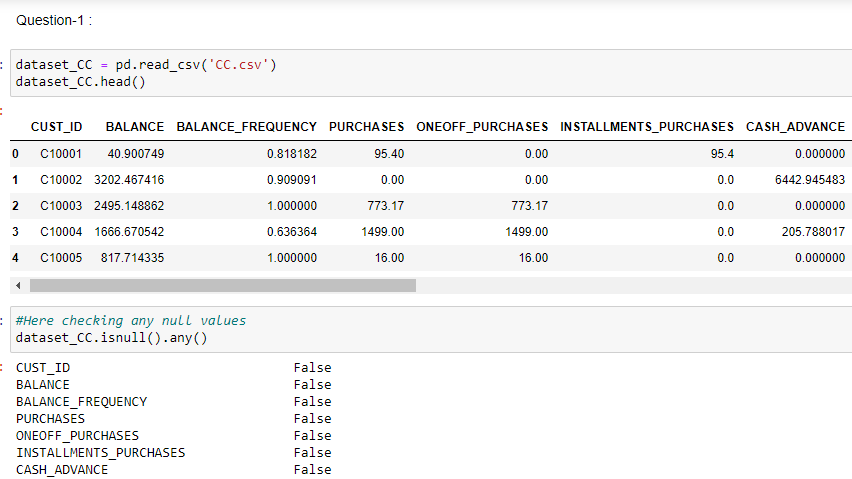 Question-1 :
dataset_CC = pd.read_csv('CC.csv')
dataset_CC.head()
CUST_ID BALANCE BALANCE_FREQUENCY PURCHASES ONEOFF_PURCHASES INSTALLMENTS_PURCHASES CASH_ADVANCE
0 C10001 40.900749 0.818182 95.40 0.00 95.4 0.000000
1 C10002 3202.467416 0.909091 0.00 0.00 0.0 6442.945483
2 C10003 2495.148862 1.000000 773.17 773.17 0.0 0.000000
3 C10004 1666.670542 0.636364 1499.00 1499.00 0.0 205.788017
4 C10005 817.714335 1.000000 16.00 16.00 0.0 0.000000
#Here checking any null values
dataset_CC.isnull().any()
CUST_ID False
BALANCE False
BALANCE_FREQUENCY False
PURCHASES False
ONEOFF_PURCHASES False
INSTALLMENTS_PURCHASES False
CASH_ADVANCE False